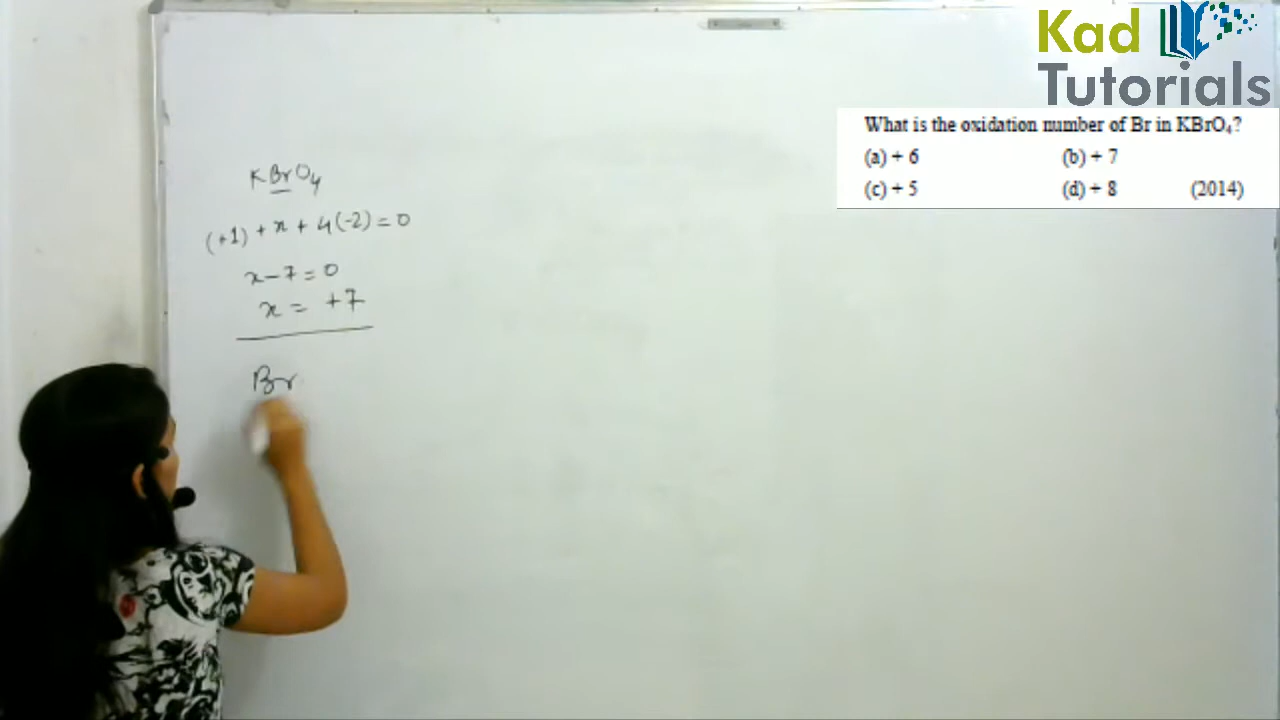 Kad
Tutorials
What is the oxidation number of Br in KBrO₄?
(a) + 6 (b) + 7
(c) + 5 (d) + 8 (2014)
KBrO₄
(+1) + x + 4(-2) = 0
x - 7 = 0
x = +7
Br